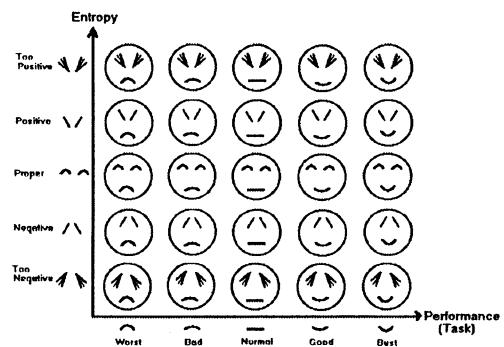 Entropy
Too
Positive
Positive
Proper
Negative
Too
Negative
Performance
(Task)
Worst
Bad
Normal
Good
Best